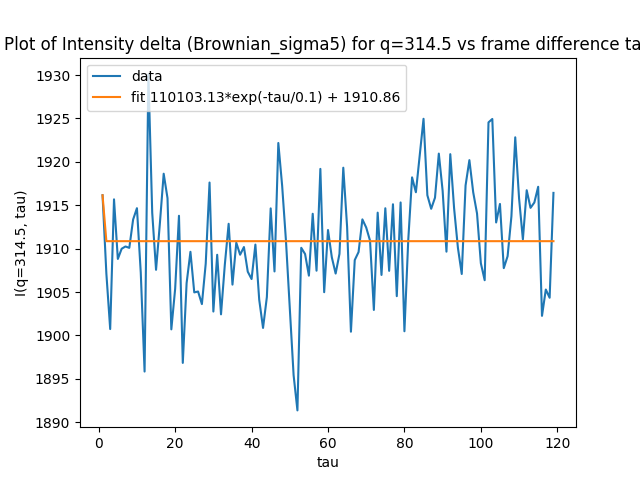 Plot of Intensity delta (Brownian_sigma5) for q=314.5 vs frame difference ta
data
fit 110103.13*exp(-tau/0.1) + 1910.86
I(q=314.5, tau)
1930
1925
1920
1915
1910
1905
1900
1895
1890
0 20 40 60 80 100 120
tau